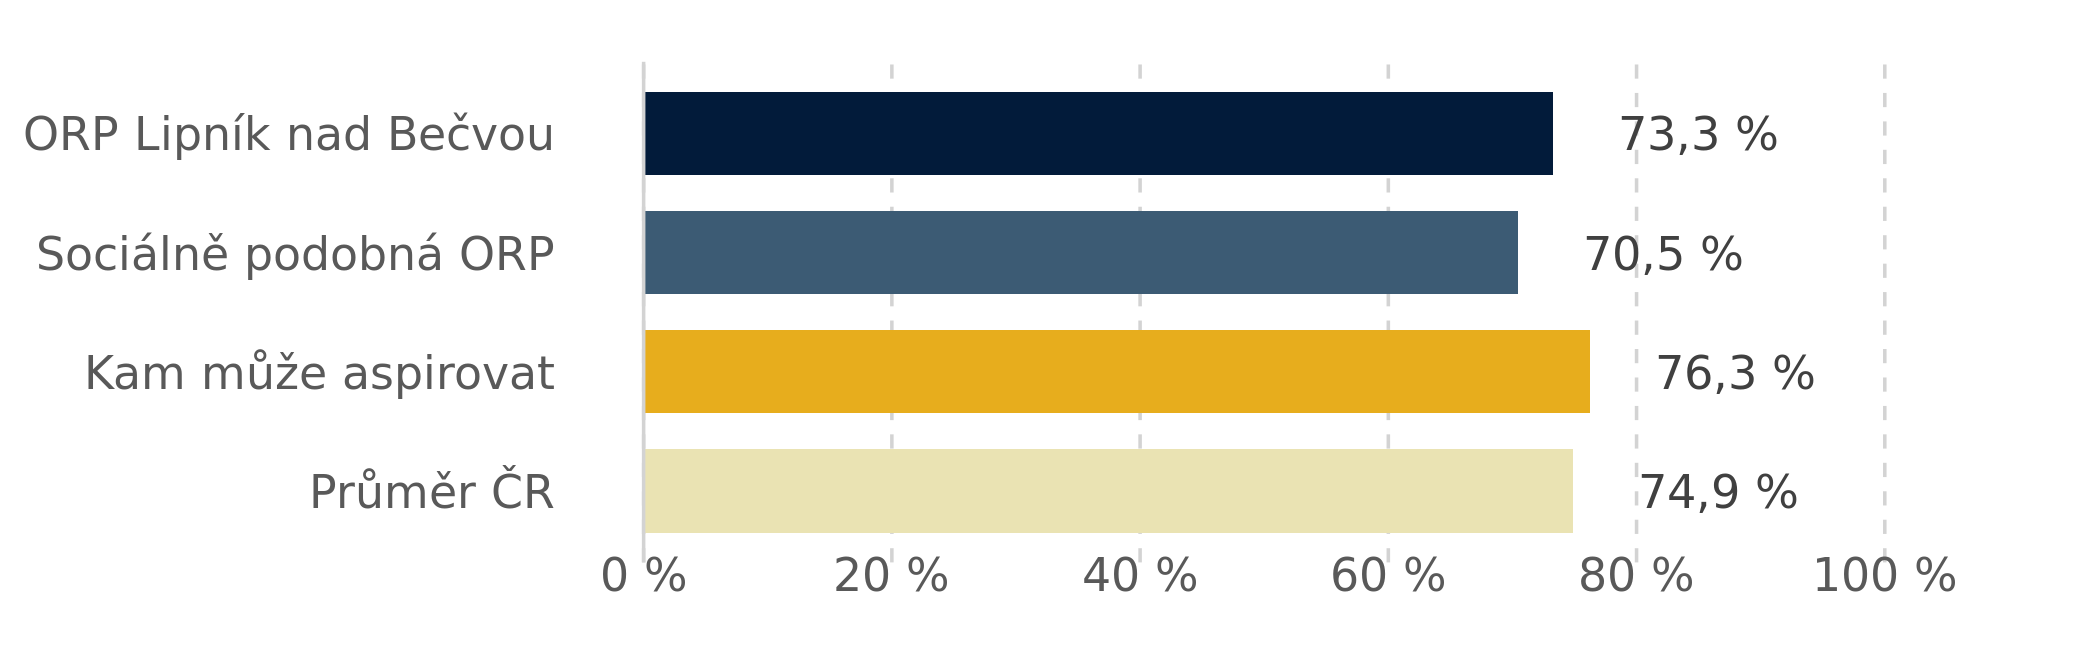 ORP Lipník nad Bečvou 73,3 %
Sociálně podobná ORP 70,5 %
Kam může aspirovat 76,3 %
Průměr ČR 74,9 %
0 % 20 % 40 % 60 % 80 % 100 %